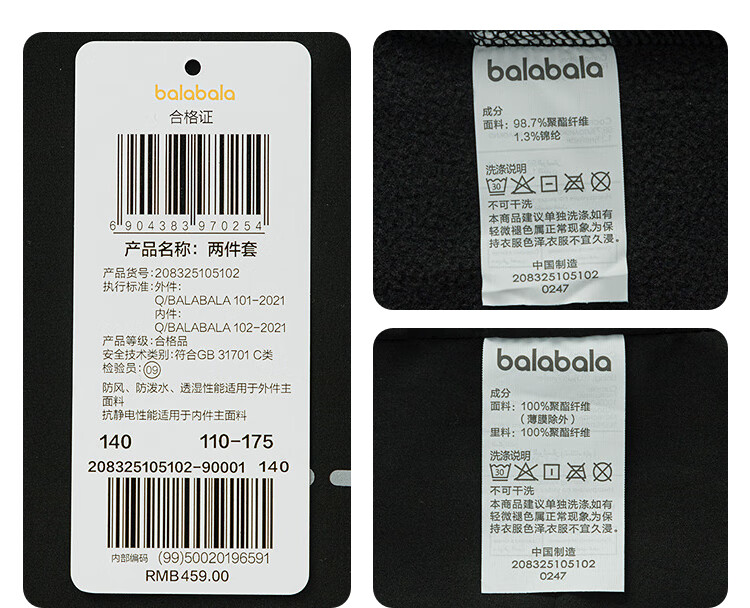 balabala
合格证
6 904383 970254
产品名称：两件套
产品货号：208325105102
执行标准：外件：
Q/BALABALA 101-2021
内件：
Q/BALABALA 102-2021
产品等级：合格品
安全技术类别：符合GB 31701 C类
检验员：09
防风、防泼水、透湿性能适用于外件主
面料
抗静电性能适用于内件主面料
140 110-175
208325105102-90001 140
内部编码 (99)50020196591
RMB459.00
balabala
成分
面料：98.7%聚酯纤维
1.3%锦纶
洗涤说明
30
不可干洗
本商品建议单独洗涤,如有
轻微褪色属正常现象,为保
持衣服色泽,衣服不宜久浸。
中国制造
208325105102
0247
balabala
成分
面料：100%聚酯纤维
（薄膜除外）
里料：100%聚酯纤维
洗涤说明
30
不可干洗
本商品建议单独洗涤,如有
轻微褪色属正常现象,为保
持衣服色泽,衣服不宜久浸。
中国制造
208325105102
0247